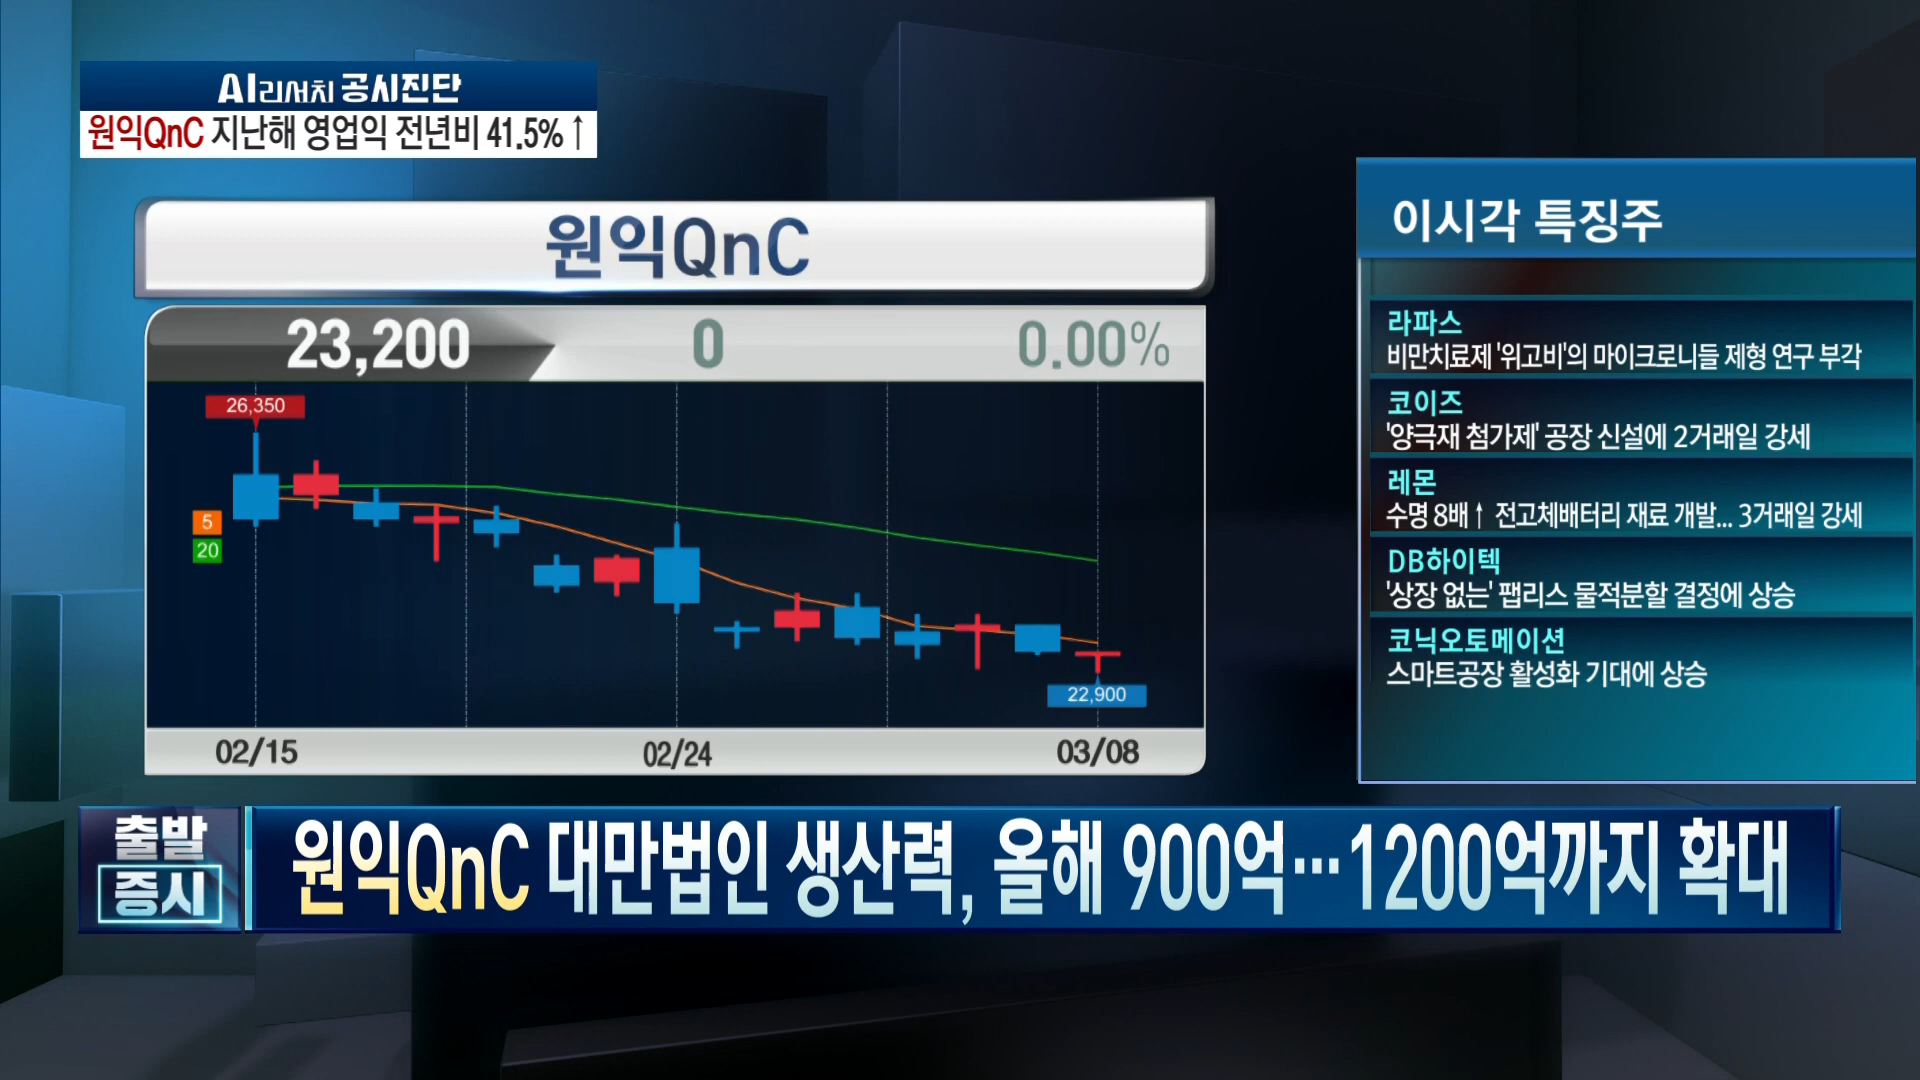 AI리서치 공시진단
원익QnC 지난해 영업익 전년비 41.5%↑
원익QnC
23,200 0 0.00%
26,350
5
20
22,900
02/15 02/24 03/08
이시각 특징주
라파스
비만치료제 '위고비'의 마이크로니들 제형 연구 부각
코이즈
'양극재 첨가제' 공장 신설에 2거래일 강세
레몬
수명 8배↑ 전고체배터리 재료 개발... 3거래일 강세
DB하이텍
'상장 없는' 팹리스 물적분할 결정에 상승
코닉오토메이션
스마트공장 활성화 기대에 상승
출발
증시
원익QnC 대만법인 생산력, 올해 900억…1200억까지 확대